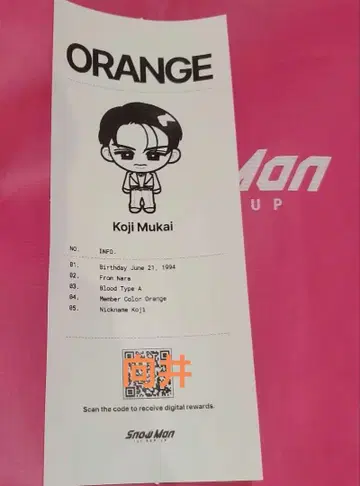 ORANGE
Koji Mukai
NO. INFO.
01. Birthday June 21, 1994
02. From Nara
03. Blood Type A
04. Member Color Orange
05. Nickname Koji
向井
Scan the code to receive digital rewards.
Snow Man
Man
UP